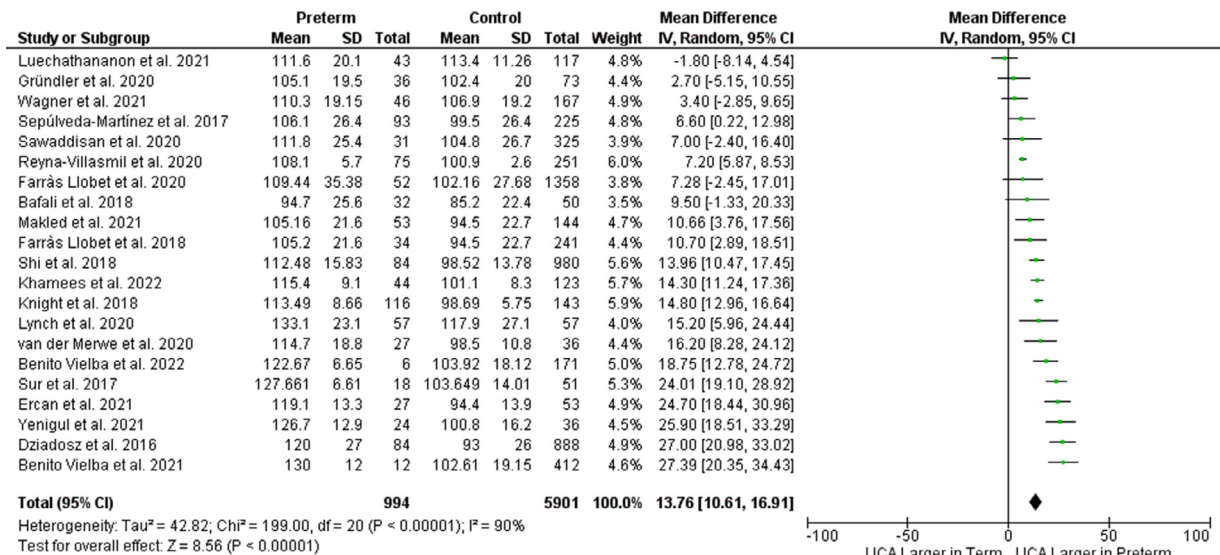 Preterm Control Mean Difference Mean Difference
Study or Subgroup Mean SD Total Mean SD Total Weight IV, Random, 95% CI IV, Random, 95% CI
Luechathananon et al. 2021 111.6 20.1 43 113.4 11.26 117 4.8% -1.80 [-8.14, 4.54]
Gründler et al. 2020 105.1 19.5 36 102.4 20 73 4.4% 2.70 [-5.15, 10.55]
Wagner et al. 2021 110.3 19.15 46 106.9 19.2 167 4.9% 3.40 [-2.85, 9.65]
Sepúlveda-Martínez et al. 2017 106.1 26.4 93 99.5 26.4 225 4.8% 6.60 [0.22, 12.98]
Sawaddisan et al. 2020 111.8 25.4 31 104.8 26.7 325 3.9% 7.00 [-2.40, 16.40]
Reyna-Villasmil et al. 2020 108.1 5.7 75 100.9 2.6 251 6.0% 7.20 [5.87, 8.53]
Farràs Llobet et al. 2020 109.44 35.38 52 102.16 27.68 1358 3.8% 7.28 [-2.45, 17.01]
Bafali et al. 2018 94.7 25.6 32 85.2 22.4 50 3.5% 9.50 [-1.33, 20.33]
Makled et al. 2021 105.16 21.6 53 94.5 22.7 144 4.7% 10.66 [3.76, 17.56]
Farràs Llobet et al. 2018 105.2 21.6 34 94.5 22.7 241 4.4% 10.70 [2.89, 18.51]
Shi et al. 2018 112.48 15.83 84 98.52 13.78 980 5.6% 13.96 [10.47, 17.45]
Khamees et al. 2022 115.4 9.1 44 101.1 8.3 123 5.7% 14.30 [11.24, 17.36]
Knight et al. 2018 113.49 8.66 116 98.69 5.75 143 5.9% 14.80 [12.96, 16.64]
Lynch et al. 2020 133.1 23.1 57 117.9 27.1 57 4.0% 15.20 [5.96, 24.44]
van der Merwe et al. 2020 114.7 18.8 27 98.5 10.8 36 4.4% 16.20 [8.28, 24.12]
Benito Vielba et al. 2022 122.67 6.65 6 103.92 18.12 171 5.0% 18.75 [12.78, 24.72]
Sur et al. 2017 127.661 6.61 18 103.649 14.01 51 5.3% 24.01 [19.10, 28.92]
Ercan et al. 2021 119.1 13.3 27 94.4 13.9 53 4.9% 24.70 [18.44, 30.96]
Yenigul et al. 2021 126.7 12.9 24 100.8 16.2 36 4.5% 25.90 [18.51, 33.29]
Dziadosz et al. 2016 120 27 84 93 26 888 4.9% 27.00 [20.98, 33.02]
Benito Vielba et al. 2021 130 12 12 102.61 19.15 412 4.6% 27.39 [20.35, 34.43]
Total (95% CI) 994 5901 100.0% 13.76 [10.61, 16.91]
Heterogeneity: Tau² = 42.82; Chi² = 199.00, df = 20 (P < 0.00001); I² = 90%
Test for overall effect: Z = 8.56 (P < 0.00001)
-100 -50 0 50 100
UCA Larger in Term UCA Larger in Preterm